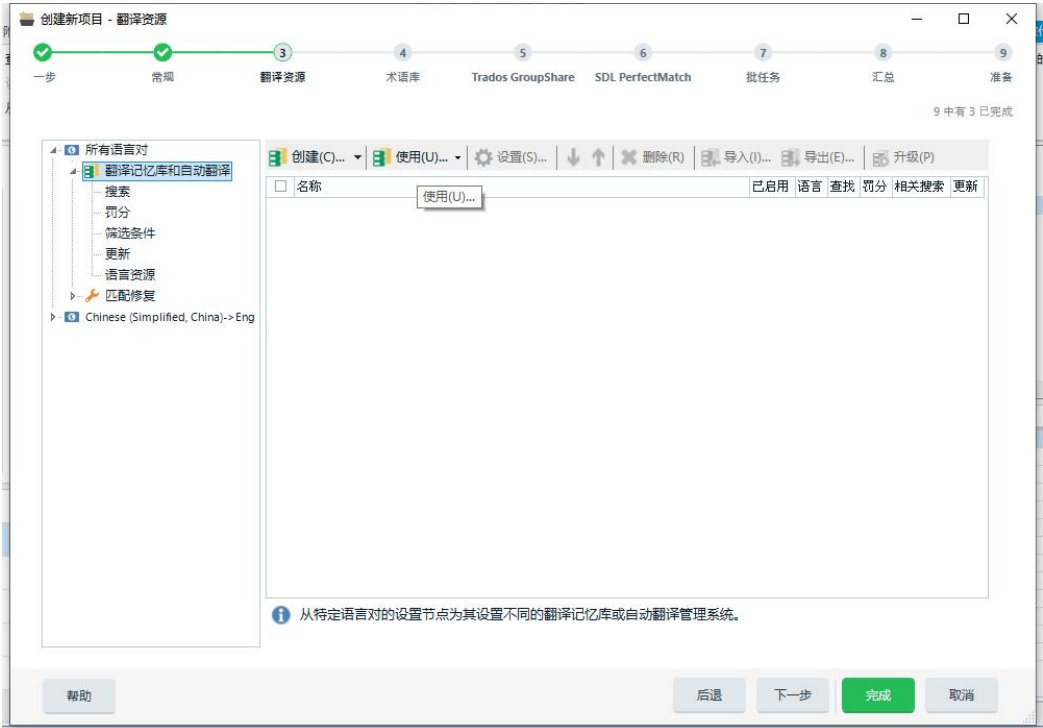 创建新项目 - 翻译资源
3 4 5 6 7 8 9
一步 常规 翻译资源 术语库 Trados GroupShare SDL PerfectMatch 批任务 汇总 准备
9 中有 3 已完成
所有语言对
翻译记忆库和自动翻译
搜索
罚分
筛选条件
更新
语言资源
匹配修复
Chinese (Simplified, China)->Eng
创建(C)... 使用(U)... 设置(S)... 删除(R) 导入(I)... 导出(E)... 升级(P)
名称 已启用 语言 查找 罚分 相关搜索 更新
使用(U)...
从特定语言对的设置节点为其设置不同的翻译记忆库或自动翻译管理系统。
帮助 后退 下一步 完成 取消